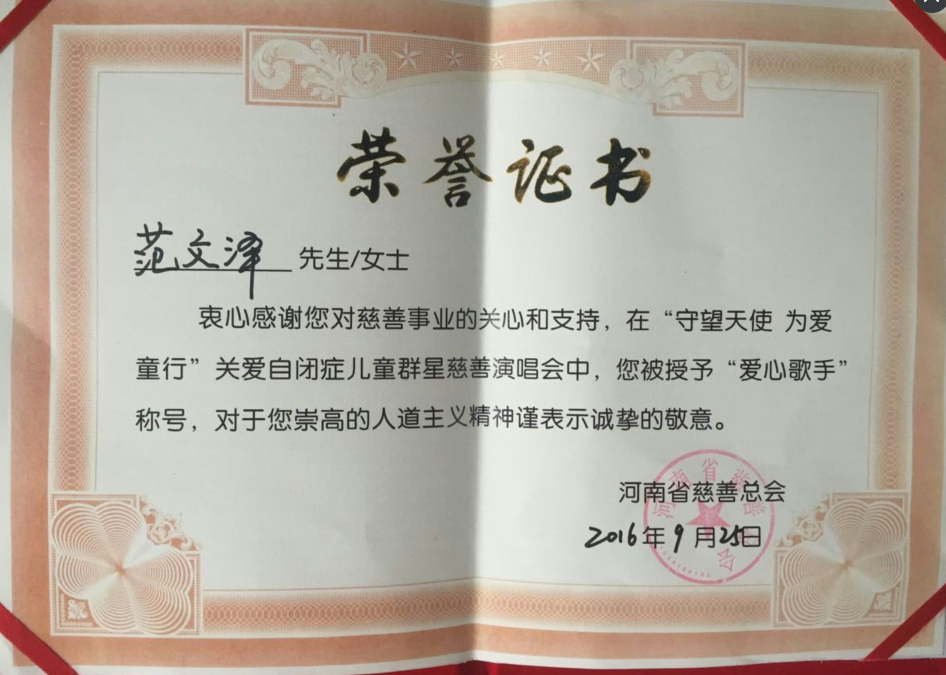 荣誉证书
范文泽 先生/女士
衷心感谢您对慈善事业的关心和支持，在“守望天使 为爱
童行”关爱自闭症儿童群星慈善演唱会中，您被授予“爱心歌手”
称号，对于您崇高的人道主义精神谨表示诚挚的敬意。
河南省慈善总会
2016年9月25日